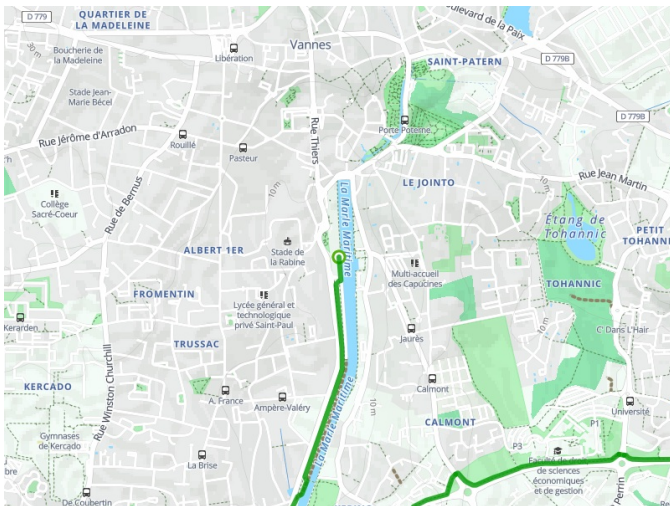 D 779
QUARTIER DE
LA MADELEINE
Boulevard de la Paix
Boucherie de
la Madeleine
Libération
Vannes
SAINT-PATERN
D 779B
30 m
Stade Jean-
Marie Bécel
D 779B
Rue Jérôme d'Arradon
Rouillé
Pasteur
Rue Thiers
Porte Poterne
Rue Jean Martin
10 m
LE JOINTO
10 m
Collège
Sacré-Coeur
Rue de Bernus
La Marle Maritime
Étang de
Tohannic
PETIT
ALBERT 1ER
Stade de
la Rabine
Multi-accueil
des Capucines
TOHANNIC
FROMENTIN
Lycée général et
technologique
privé Saint-Paul
Kerarden
TRUSSAC
Jaurès
10 m
C' Dans L'Hair
KERCADO
Rue Winston Churchill
A. France
Ampère-Valéry
La Marle Maritime
10 m
Calmont
Université
CALMONT
P1
Gymnases
de Kercado
La Brise
P3
de sciences
économiques
et de gestion
De Coubertin
Perrin